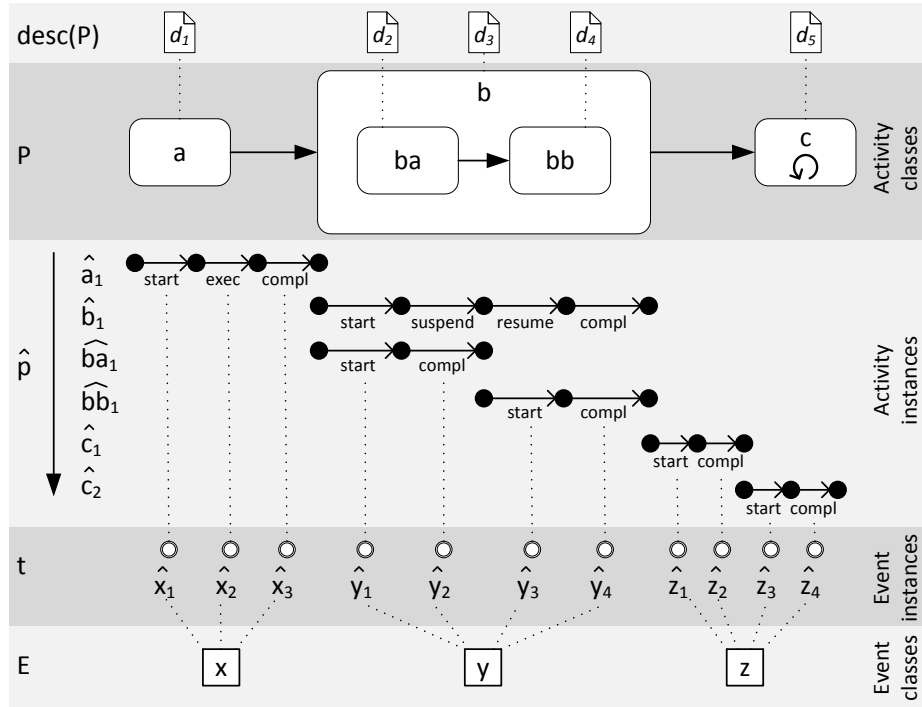 desc(P) d₁ d₂ d₃ d₄ d₅
b
P a ba bb c
Activity classes
â₁ start exec compl
b̂₁ start suspend resume compl
p̂
b͡a₁ start compl
b͡b₁ start compl
ĉ₁ start compl
ĉ₂ start compl
Activity instances
t
x̂₁ x̂₂ x̂₃ ŷ₁ ŷ₂ ŷ₃ ŷ₄ ẑ₁ ẑ₂ ẑ₃ ẑ₄
Event instances
E x y z
Event classes